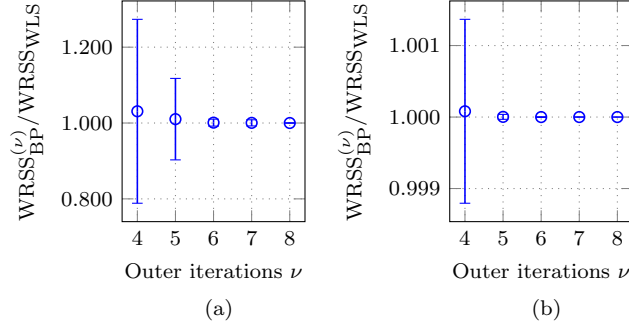 WRSS_BP^(ν)/WRSS_WLS
1.200
1.000
0.800
4 5 6 7 8
Outer iterations ν
(a)
WRSS_BP^(ν)/WRSS_WLS
1.001
1.000
0.999
4 5 6 7 8
Outer iterations ν
(b)